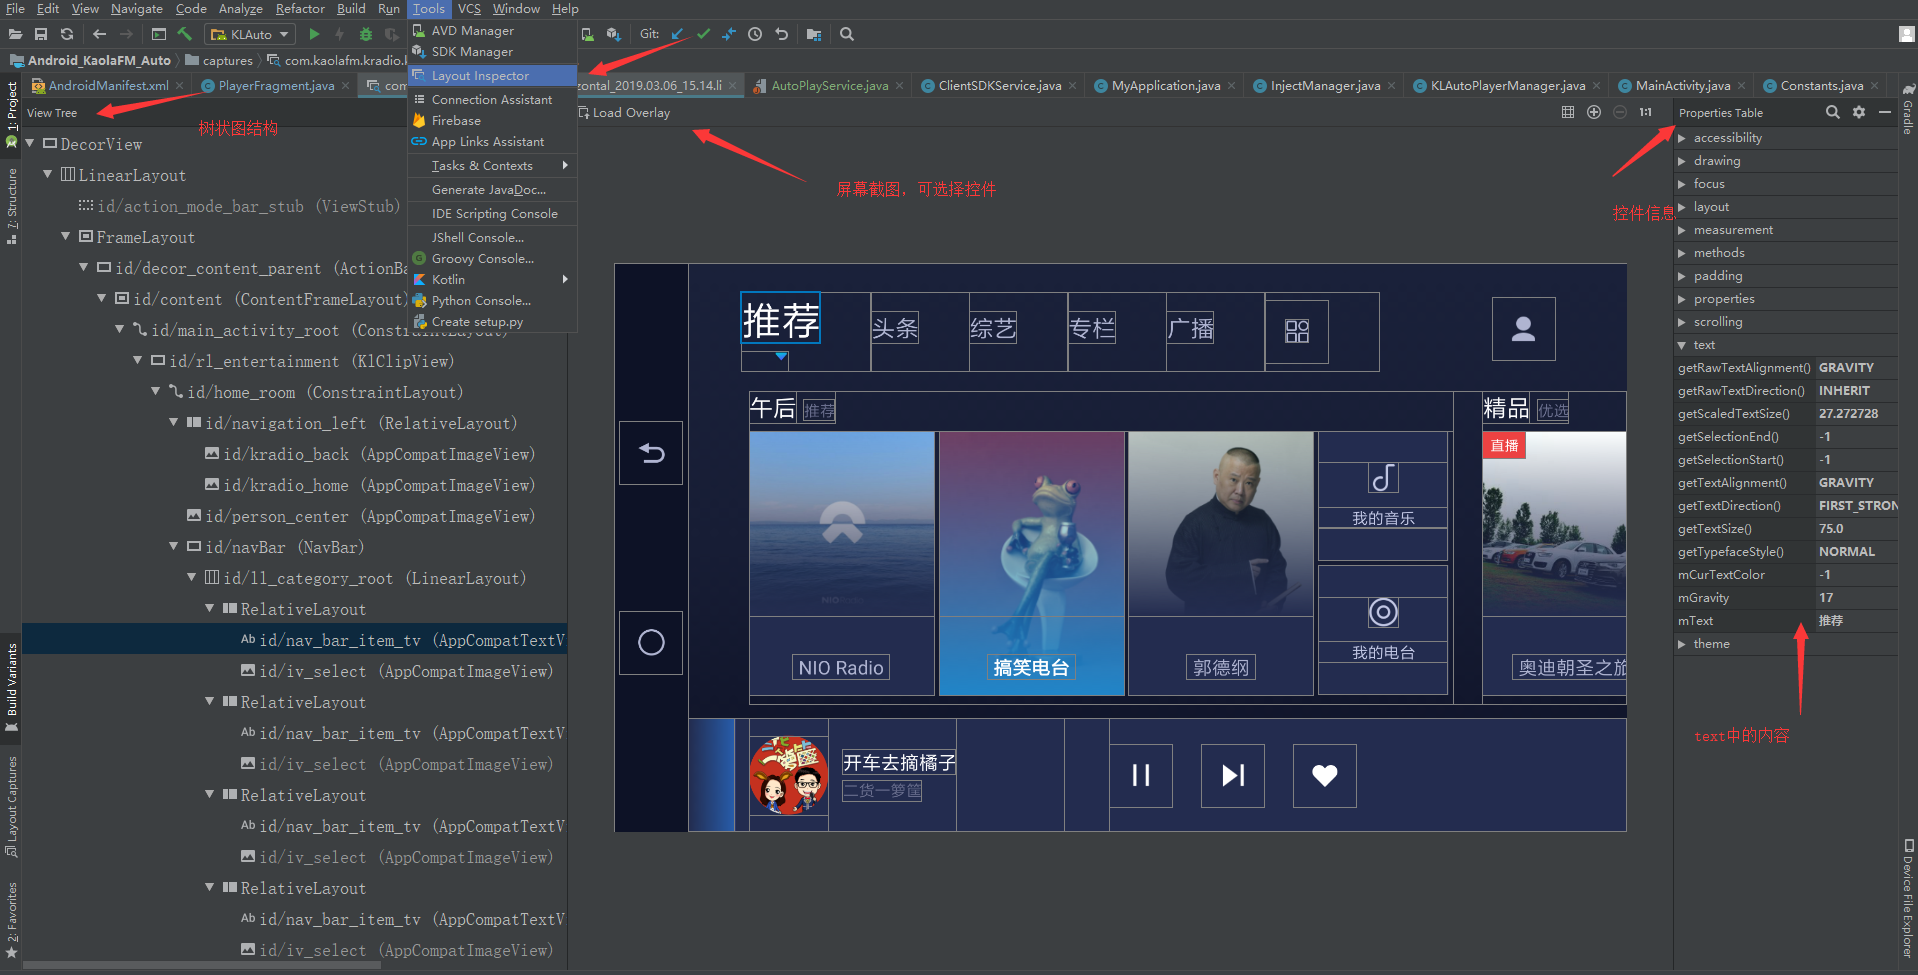 File Edit View Navigate Code Analyze Refactor Build Run Tools VCS Window Help
KLAuto Git:
Android_KaolaFM_Auto captures com.kaolafm.kradio.k
AndroidManifest.xml PlayerFragment.java com zontal_2019.03.06_15.14.li AutoPlayService.java ClientSDKService.java MyApplication.java InjectManager.java KLAutoPlayerManager.java MainActivity.java Constants.java
AVD Manager
SDK Manager
Layout Inspector
Connection Assistant
Firebase
App Links Assistant
Tasks & Contexts
Generate JavaDoc...
IDE Scripting Console
JShell Console...
Groovy Console...
Kotlin
Python Console...
Create setup.py
1: Project
7: Structure
Build Variants
Layout Captures
2: Favorites
View Tree
树状图结构
DecorView
LinearLayout
id/action_mode_bar_stub (ViewStub)
FrameLayout
id/decor_content_parent (ActionBa
id/content (ContentFrameLayout)
id/main_activity_root (ConstraintLayout)
id/rl_entertainment (KlClipView)
id/home_room (ConstraintLayout)
id/navigation_left (RelativeLayout)
id/kradio_back (AppCompatImageView)
id/kradio_home (AppCompatImageView)
id/person_center (AppCompatImageView)
id/navBar (NavBar)
id/ll_category_root (LinearLayout)
RelativeLayout
Ab id/nav_bar_item_tv (AppCompatTextV
id/iv_select (AppCompatImageView)
RelativeLayout
Ab id/nav_bar_item_tv (AppCompatTextV
id/iv_select (AppCompatImageView)
RelativeLayout
Ab id/nav_bar_item_tv (AppCompatTextV
id/iv_select (AppCompatImageView)
RelativeLayout
Ab id/nav_bar_item_tv (AppCompatTextV
id/iv_select (AppCompatImageView)
Load Overlay 1:1
屏幕截图，可选择控件
推荐 头条 综艺 专栏 广播
午后 推荐 精品 优选
直播
NIO Radio
我的音乐
我的电台
NIO Radio 搞笑电台 郭德纲 奥迪朝圣之旅
一箩筐
开车去摘橘子
二货一箩筐
控件信息
Properties Table
accessibility
drawing
focus
layout
measurement
methods
padding
properties
scrolling
text
getRawTextAlignment() GRAVITY
getRawTextDirection() INHERIT
getScaledTextSize() 27.272728
getSelectionEnd() -1
getSelectionStart() -1
getTextAlignment() GRAVITY
getTextDirection() FIRST_STRON
getTextSize() 75.0
getTypefaceStyle() NORMAL
mCurTextColor -1
mGravity 17
mText 推荐
theme
text中的内容
Gradle
Device File Explorer